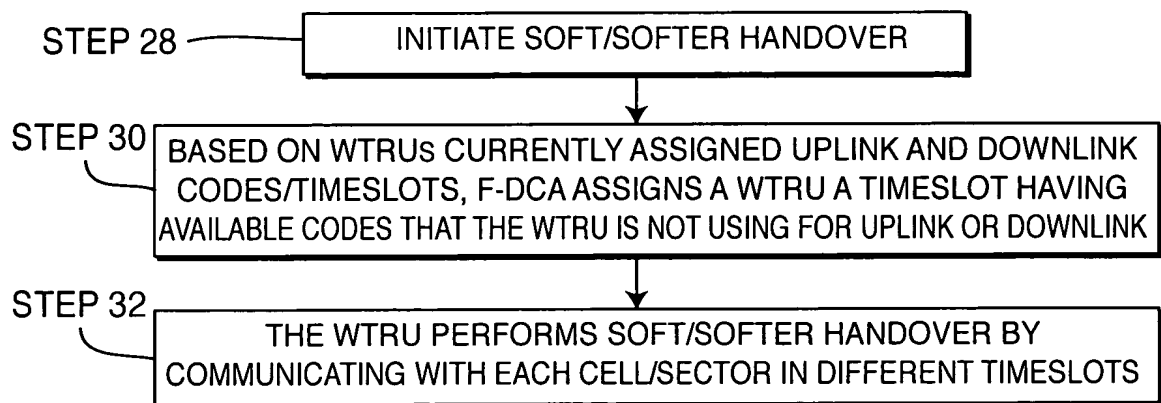 STEP 28
INITIATE SOFT/SOFTER HANDOVER
STEP 30
BASED ON WTRUs CURRENTLY ASSIGNED UPLINK AND DOWNLINK
CODES/TIMESLOTS, F-DCA ASSIGNS A WTRU A TIMESLOT HAVING
AVAILABLE CODES THAT THE WTRU IS NOT USING FOR UPLINK OR DOWNLINK
STEP 32
THE WTRU PERFORMS SOFT/SOFTER HANDOVER BY
COMMUNICATING WITH EACH CELL/SECTOR IN DIFFERENT TIMESLOTS